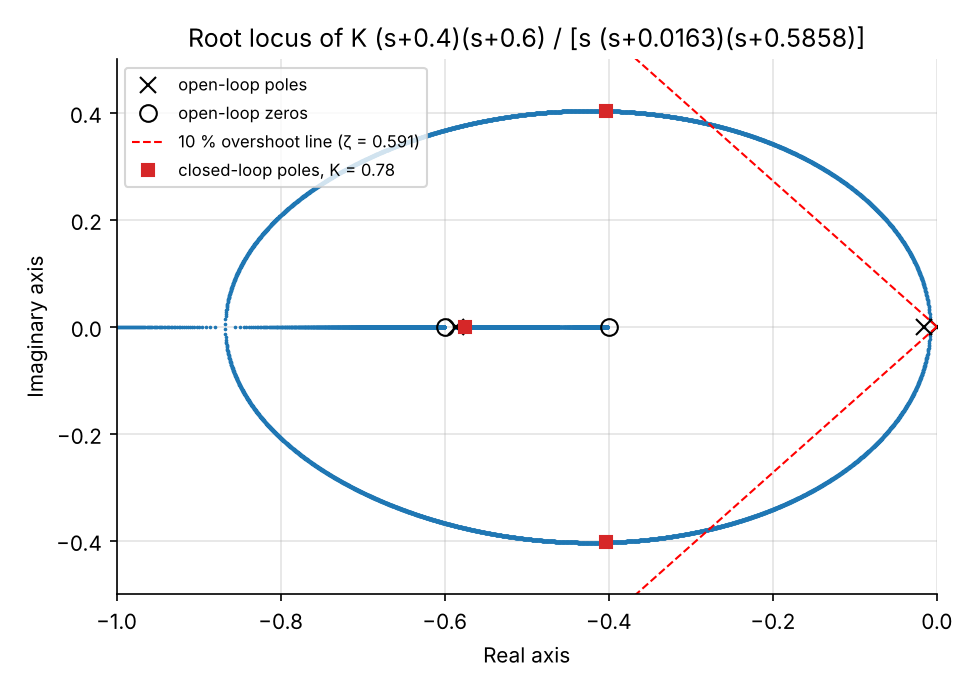 Root locus of K (s+0.4)(s+0.6) / [s (s+0.0163)(s+0.5858)]
open-loop poles
open-loop zeros
10 % overshoot line (ζ = 0.591)
closed-loop poles, K = 0.78
Imaginary axis
0.4
0.2
0.0
−0.2
−0.4
−1.0 −0.8 −0.6 −0.4 −0.2 0.0
Real axis